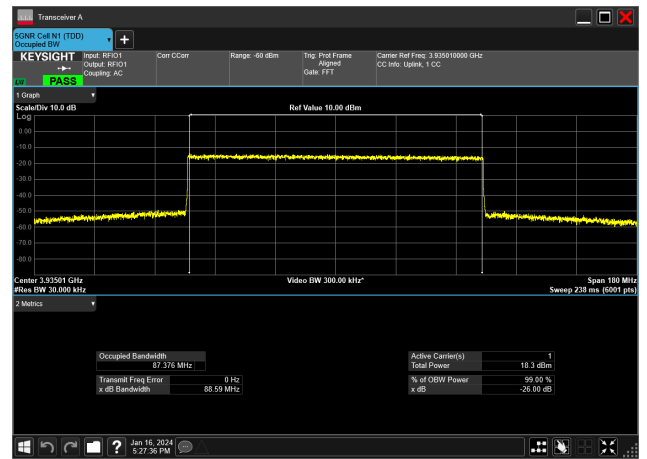 Transceiver A
5GNR Cell N1 (TDD)
Occupied BW
KEYSIGHT
Input: RFIO1
Output: RFIO1
Coupling: AC
Corr CCorr
Range: -60 dBm
Trig: Prot Frame
Aligned
Gate: FFT
Carrier Ref Freq: 3.935010000 GHz
CC Info: Uplink, 1 CC
LW PASS
1 Graph
Scale/Div 10.0 dB
Ref Value 10.00 dBm
Log
0.00
-10.0
-20.0
-30.0
-40.0
-50.0
-60.0
-70.0
-80.0
Center 3.93501 GHz
Video BW 300.00 kHz*
Span 180 MHz
#Res BW 30.000 kHz
Sweep 238 ms (6001 pts)
2 Metrics
Occupied Bandwidth
87.376 MHz
Active Carrier(s) 1
Total Power 18.3 dBm
Transmit Freq Error 0 Hz
x dB Bandwidth 88.59 MHz
% of OBW Power 99.00 %
x dB -26.00 dB
?
Jan 16, 2024
5:27:36 PM